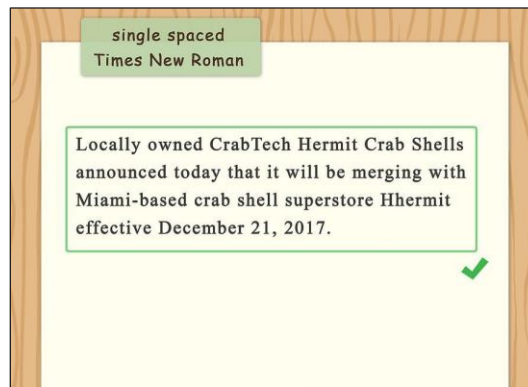 single spaced
Times New Roman
Locally owned CrabTech Hermit Crab Shells
announced today that it will be merging with
Miami-based crab shell superstore Hhermit
effective December 21, 2017.